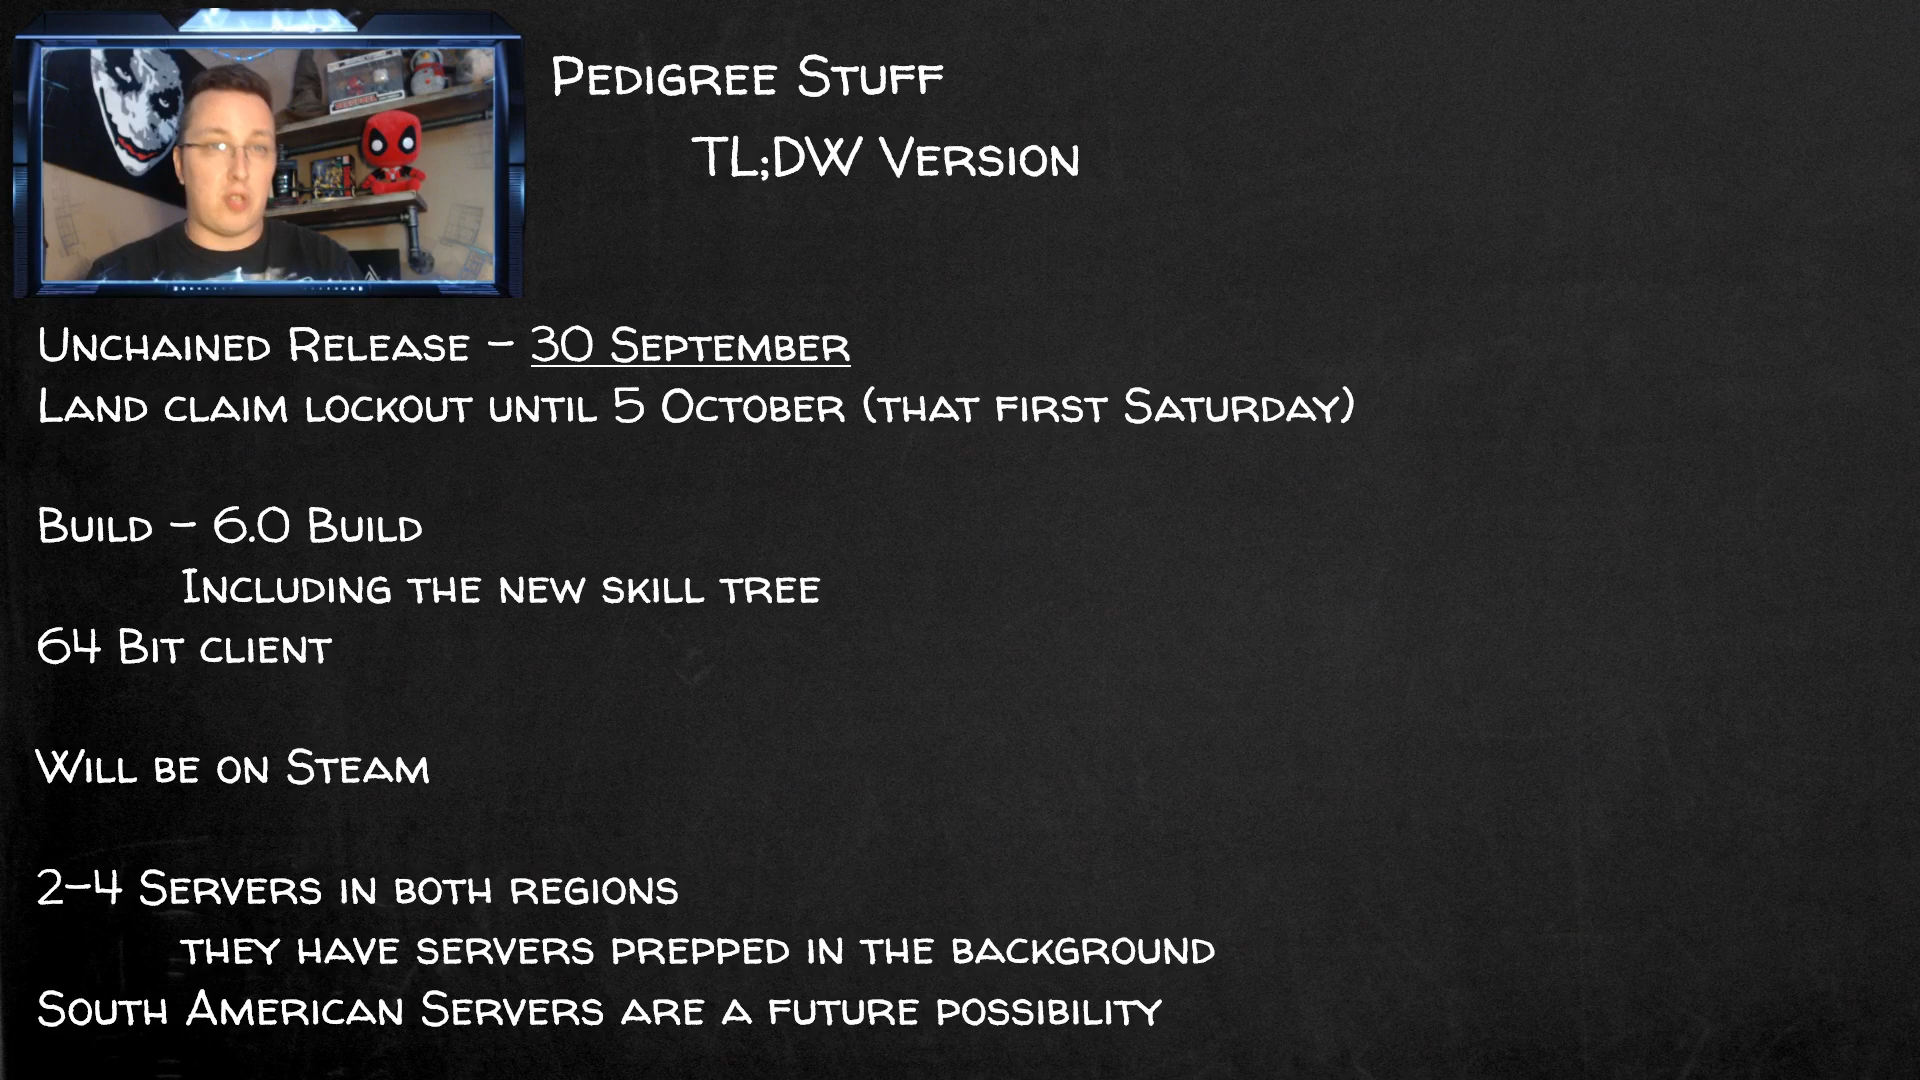 Pedigree Stuff
TL;DW Version
Unchained Release – 30 September
Land claim lockout until 5 October (that first Saturday)
Build – 6.0 Build
Including the new skill tree
64 Bit client
Will be on Steam
2–4 Servers in both regions
they have servers prepped in the background
South American Servers are a future possibility